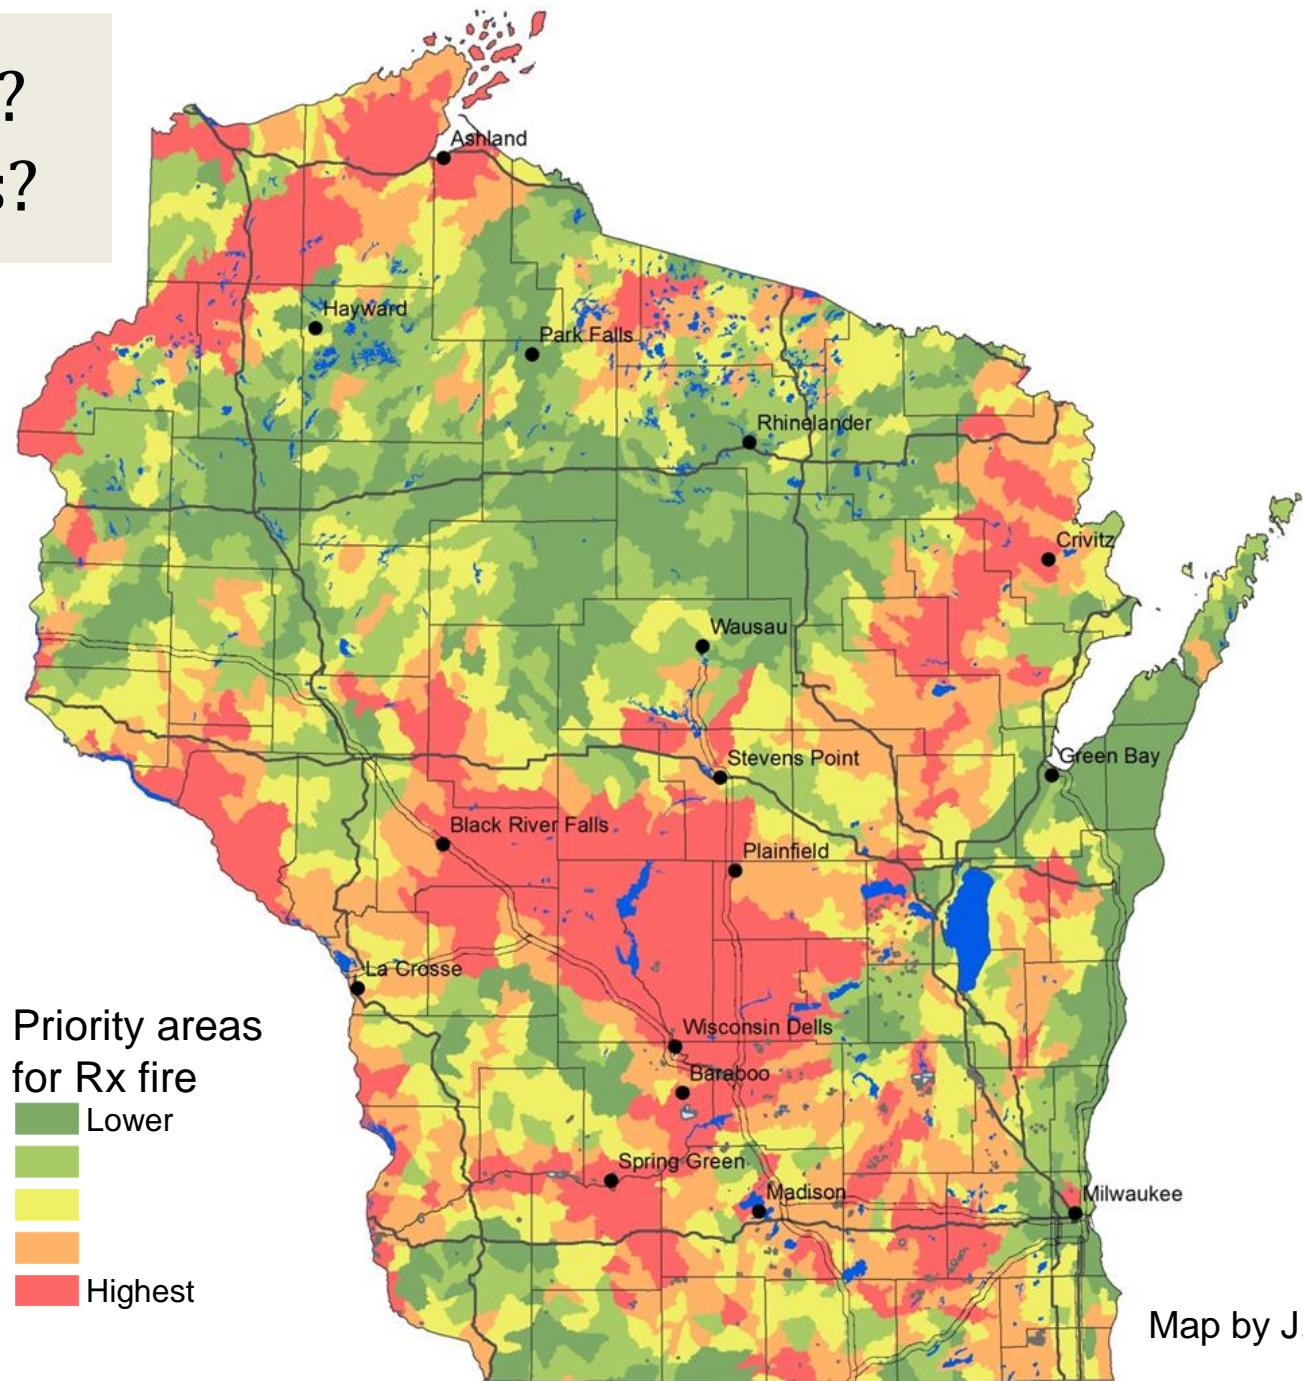 ?
s?
Ashland
Hayward
Park Falls
Rhinelander
Crivitz
Wausau
Stevens Point
Green Bay
Black River Falls
Plainfield
La Crosse
Wisconsin Dells
Baraboo
Spring Green
Madison
Milwaukee
Priority areas
for Rx fire
Lower
Highest
Map by J.